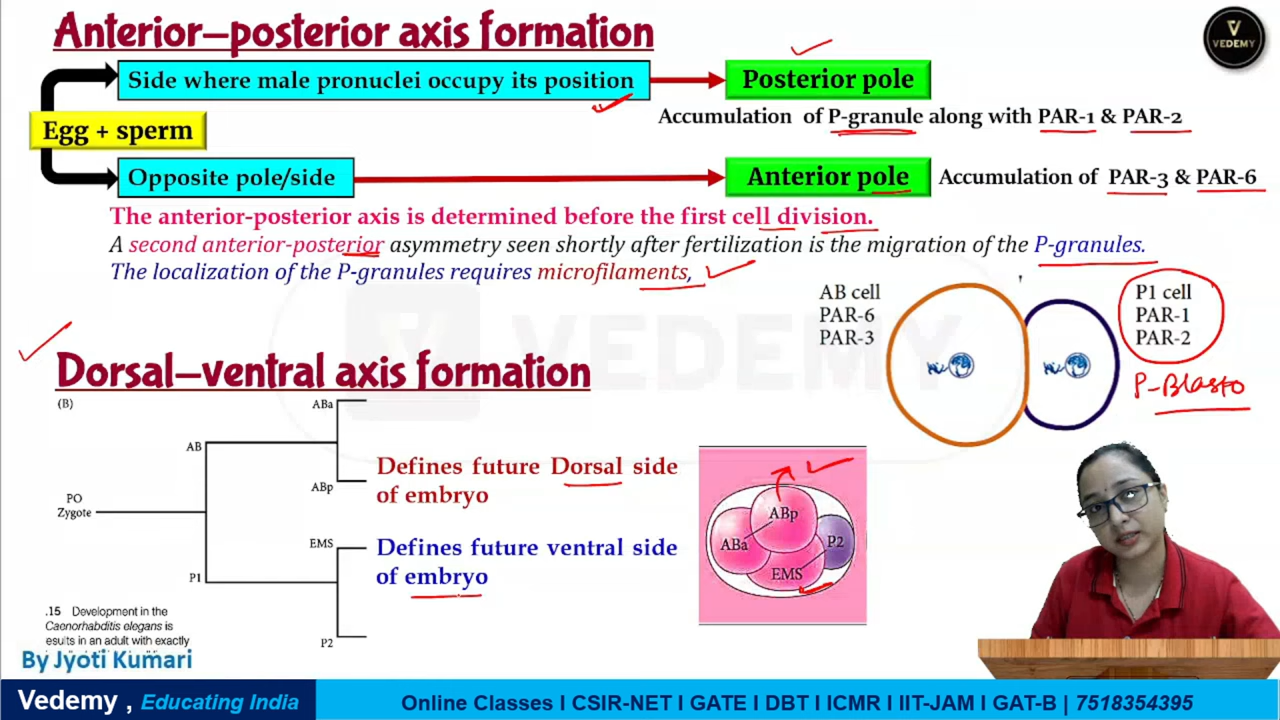 Anterior–posterior axis formation
VEDEMY
Side where male pronuclei occupy its position
Posterior pole
Accumulation of P-granule along with PAR-1 & PAR-2
Egg + sperm
Opposite pole/side
Anterior pole
Accumulation of PAR-3 & PAR-6
The anterior-posterior axis is determined before the first cell division.
A second anterior-posterior asymmetry seen shortly after fertilization is the migration of the P-granules.
The localization of the P-granules requires microfilaments,
AB cell
PAR-6
PAR-3
P1 cell
PAR-1
PAR-2
P-Blasto
VEDEMY
Dorsal–ventral axis formation
(B)
ABa
AB
ABp
Defines future Dorsal side
of embryo
PO
Zygote
EMS
Defines future ventral side
of embryo
P1
P2
ABp
ABa
P2
EMS
.15 Development in the
Caenorhabditis elegans is
esults in an adult with exactly
By Jyoti Kumari
Vedemy , Educating India
Online Classes I CSIR-NET I GATE I DBT I ICMR I IIT-JAM I GAT-B | 7518354395